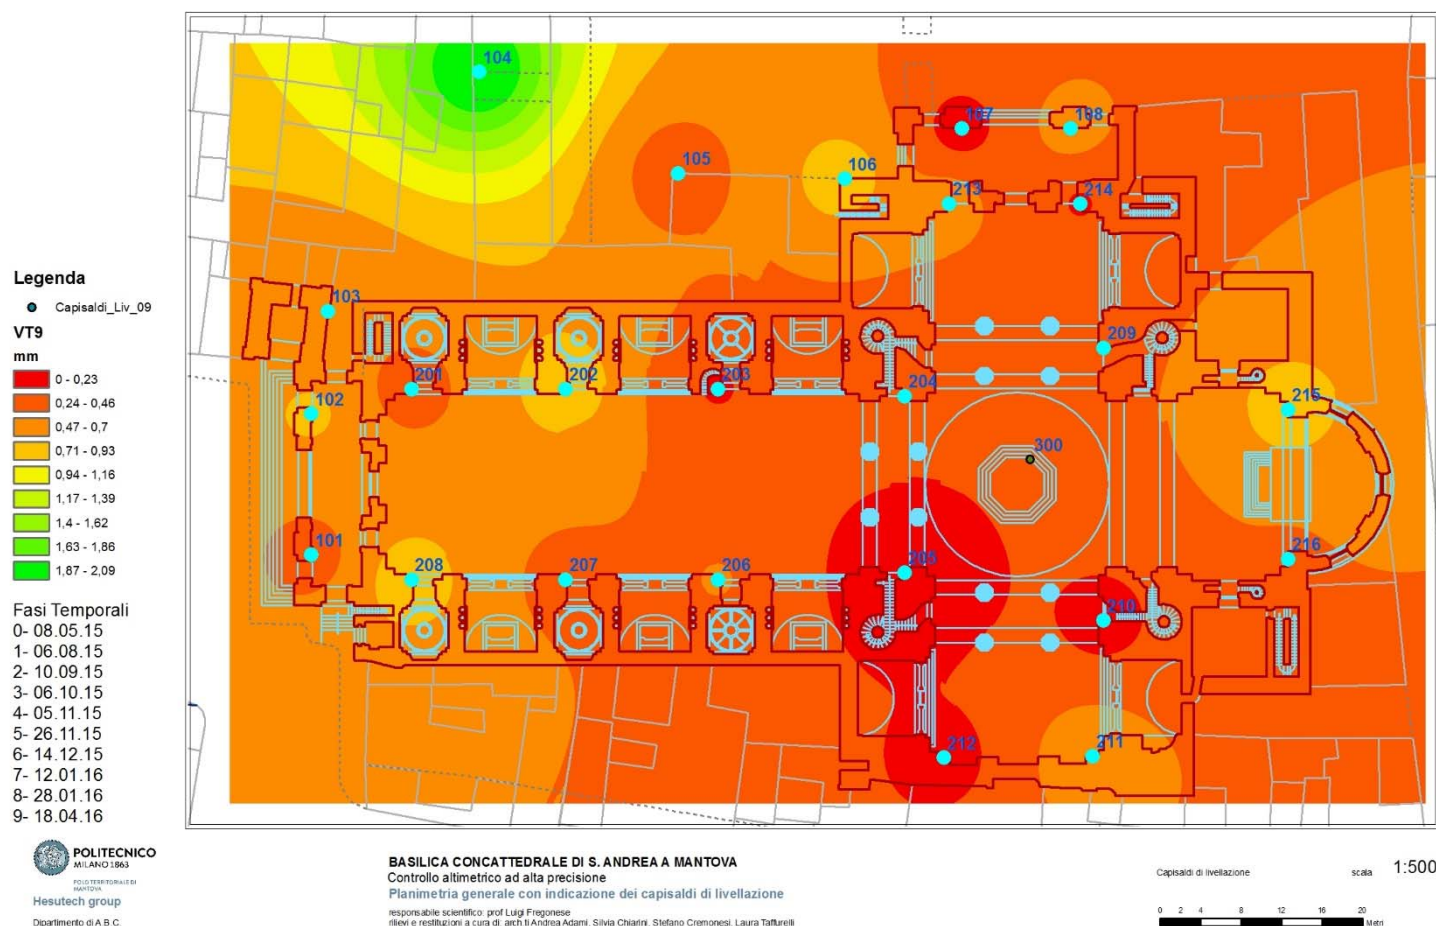 104
105
106
107
108
213
214
103
209
201
202
203
204
102
215
300
101
208
207
206
205
216
210
212
211
Legenda
Capisaldi_Liv_09
VT9
mm
0 - 0,23
0,24 - 0,46
0,47 - 0,7
0,71 - 0,93
0,94 - 1,16
1,17 - 1,39
1,4 - 1,62
1,63 - 1,86
1,87 - 2,09
Fasi Temporali
0- 08.05.15
1- 06.08.15
2- 10.09.15
3- 06.10.15
4- 05.11.15
5- 26.11.15
6- 14.12.15
7- 12.01.16
8- 28.01.16
9- 18.04.16
POLITECNICO
MILANO 1863
POLO TERRITORIALE DI
MANTOVA
Hesutech group
Dipartimento di A.B.C.
BASILICA CONCATTEDRALE DI S. ANDREA A MANTOVA
Controllo altimetrico ad alta precisione
Planimetria generale con indicazione dei capisaldi di livellazione
responsabile scientifico: prof Luigi Fregonese
rilievi e restituzioni a cura di: arch.ti Andrea Adami, Silvia Chiarini, Stefano Cremonesi, Laura Taffurelli
Capisaldi di livellazione scala 1:500
0 2 4 8 12 16 20
Metri